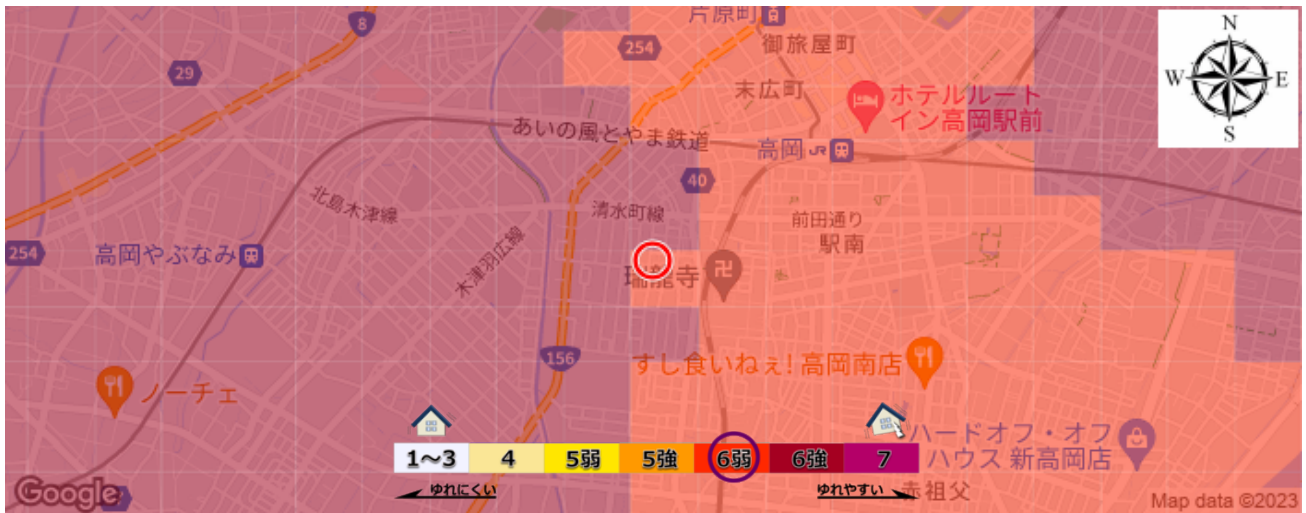 片原町
N
W E
S
8
254
御旅屋町
29
末広町
ホテルルート
イン高岡駅前
あいの風とやま鉄道
高岡 JR
40
北島木津線
清水町線
前田通り
駅南
254
高岡やぶなみ
木津羽広線
瑞龍寺
156
すし食いねぇ! 高岡南店
ノーチェ
ハードオフ・オフ
ハウス 新高岡店
1～3 4 5弱 5強 6弱 6強 7
ゆれにくい ゆれやすい
赤祖父
Google
Map data ©2023